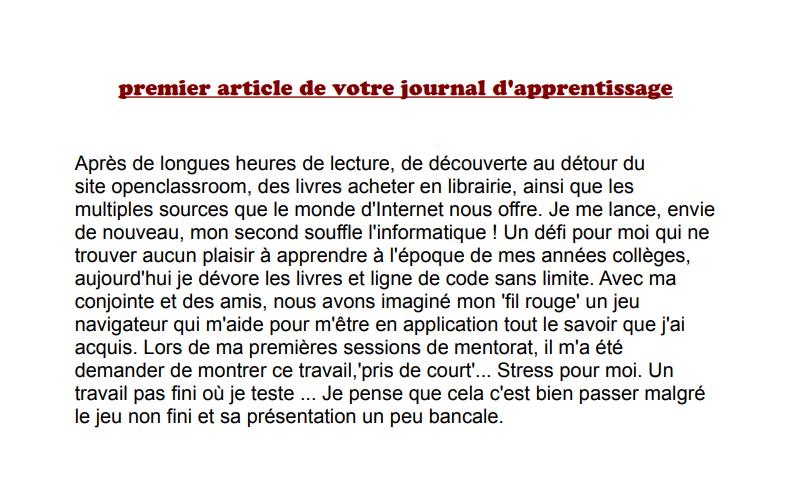 premier article de votre journal d'apprentissage
Après de longues heures de lecture, de découverte au détour du
site openclassroom, des livres acheter en librairie, ainsi que les
multiples sources que le monde d'Internet nous offre. Je me lance, envie
de nouveau, mon second souffle l'informatique ! Un défi pour moi qui ne
trouver aucun plaisir à apprendre à l'époque de mes années collèges,
aujourd'hui je dévore les livres et ligne de code sans limite. Avec ma
conjointe et des amis, nous avons imaginé mon 'fil rouge' un jeu
navigateur qui m'aide pour m'être en application tout le savoir que j'ai
acquis. Lors de ma premières sessions de mentorat, il m'a été
demander de montrer ce travail,'pris de court'... Stress pour moi. Un
travail pas fini où je teste ... Je pense que cela c'est bien passer malgré
le jeu non fini et sa présentation un peu bancale.